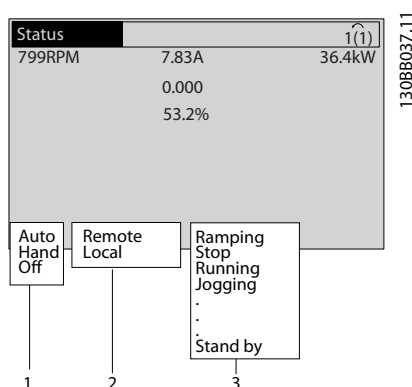 Status 1(1)
799RPM 7.83A 36.4kW
0.000
53.2%
Auto
Hand
Off
Remote
Local
Ramping
Stop
Running
Jogging
.
.
.
Stand by
1 2 3
130BB037.11